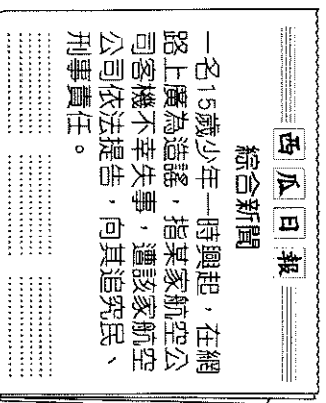 西瓜日報
綜合新聞
一名15歲少年一時興起，在網
路上廣為造謠，指某家航空公
司客機不幸失事，遭該家航空
公司依法提告，向其追究民、
刑事責任。